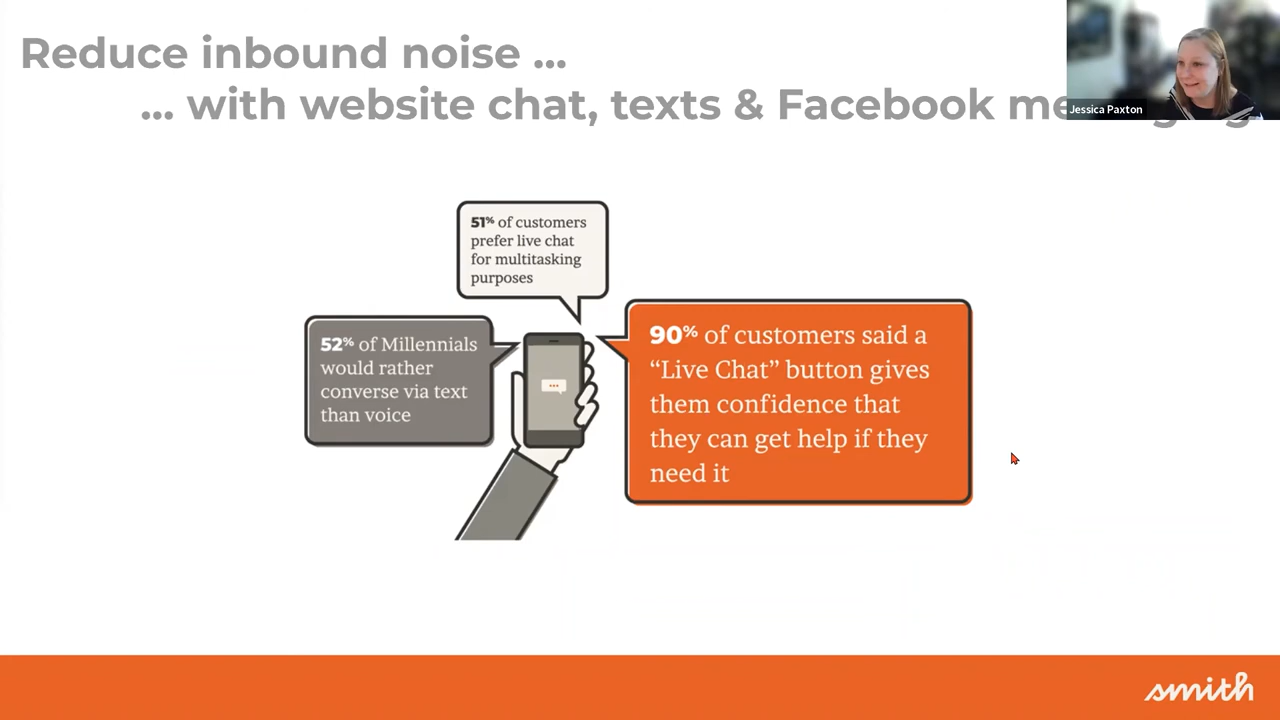 Reduce inbound noise ...
... with website chat, texts & Facebook
Jessica Paxton
51% of customers
prefer live chat
for multitasking
purposes
52% of Millennials
would rather
converse via text
than voice
90% of customers said a
“Live Chat” button gives
them confidence that
they can get help if they
need it
smith